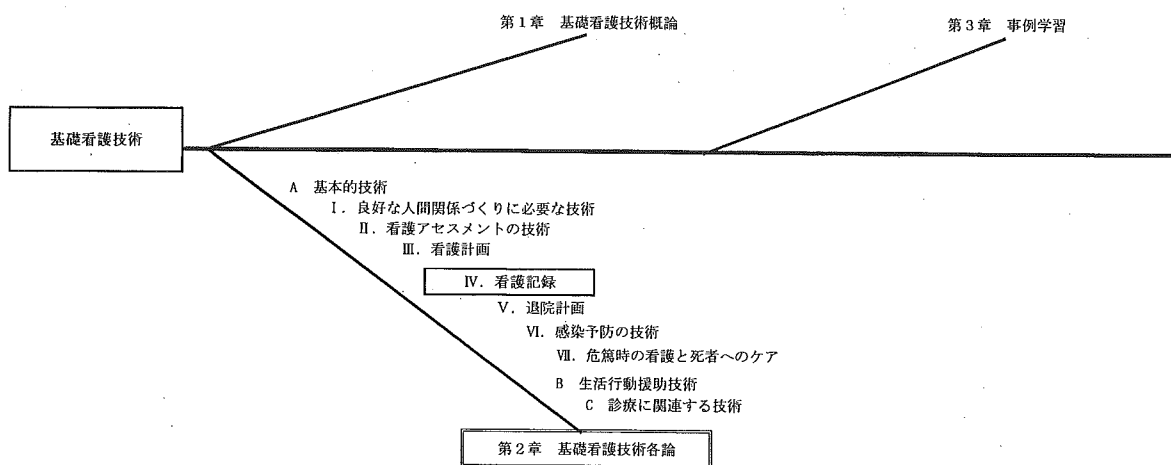 第1章 基礎看護技術概論
第3章 事例学習
基礎看護技術
A 基本的技術
Ⅰ. 良好な人間関係づくりに必要な技術
Ⅱ. 看護アセスメントの技術
Ⅲ. 看護計画
Ⅳ. 看護記録
Ⅴ. 退院計画
Ⅵ. 感染予防の技術
Ⅶ. 危篤時の看護と死者へのケア
B 生活行動援助技術
C 診療に関連する技術
第2章 基礎看護技術各論